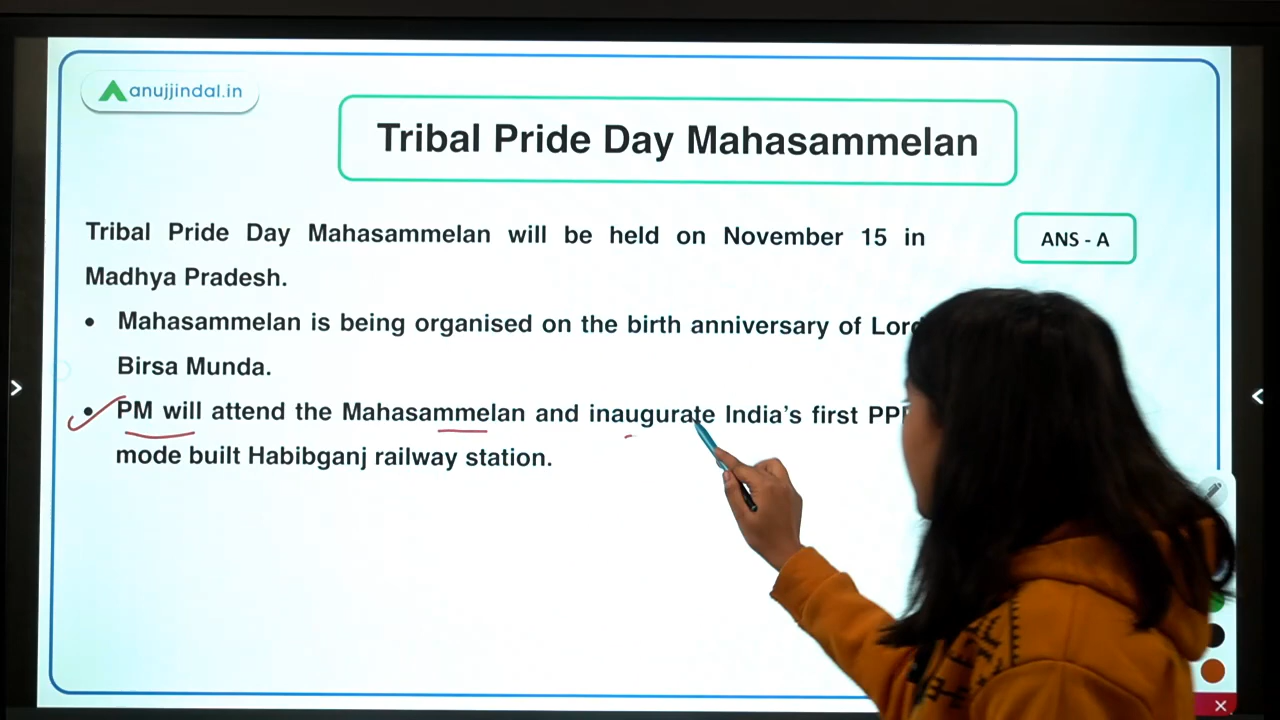 anujjindal.in
Tribal Pride Day Mahasammelan
Tribal Pride Day Mahasammelan will be held on November 15 in
ANS - A
Madhya Pradesh.
• Mahasammelan is being organised on the birth anniversary of
Birsa Munda.
• PM will attend the Mahasammelan and inaugurate India's first
mode built Habibganj railway station.